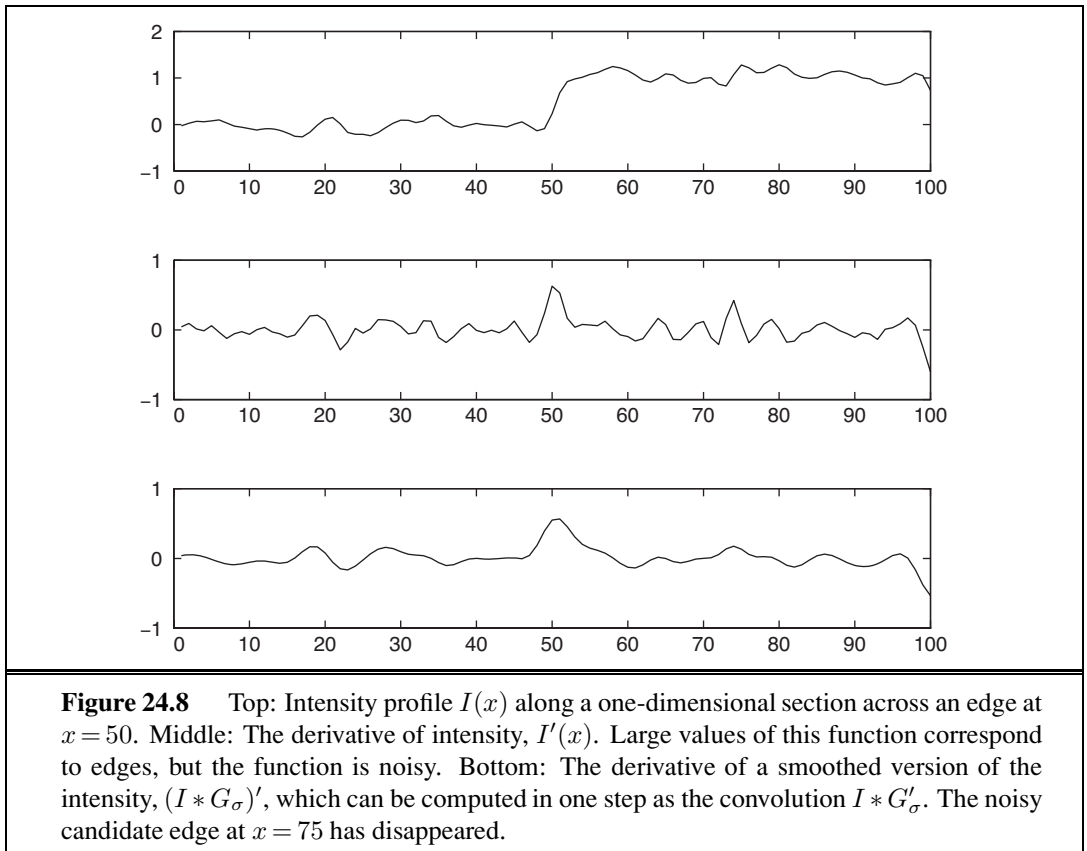 2
1
0
−1
0 10 20 30 40 50 60 70 80 90 100
1
0
−1
0 10 20 30 40 50 60 70 80 90 100
1
0
−1
0 10 20 30 40 50 60 70 80 90 100
Figure 24.8 Top: Intensity profile I(x) along a one-dimensional section across an edge at
x = 50. Middle: The derivative of intensity, I′(x). Large values of this function correspond
to edges, but the function is noisy. Bottom: The derivative of a smoothed version of the
intensity, (I ∗ Gσ)′, which can be computed in one step as the convolution I ∗ G′σ. The noisy
candidate edge at x = 75 has disappeared.